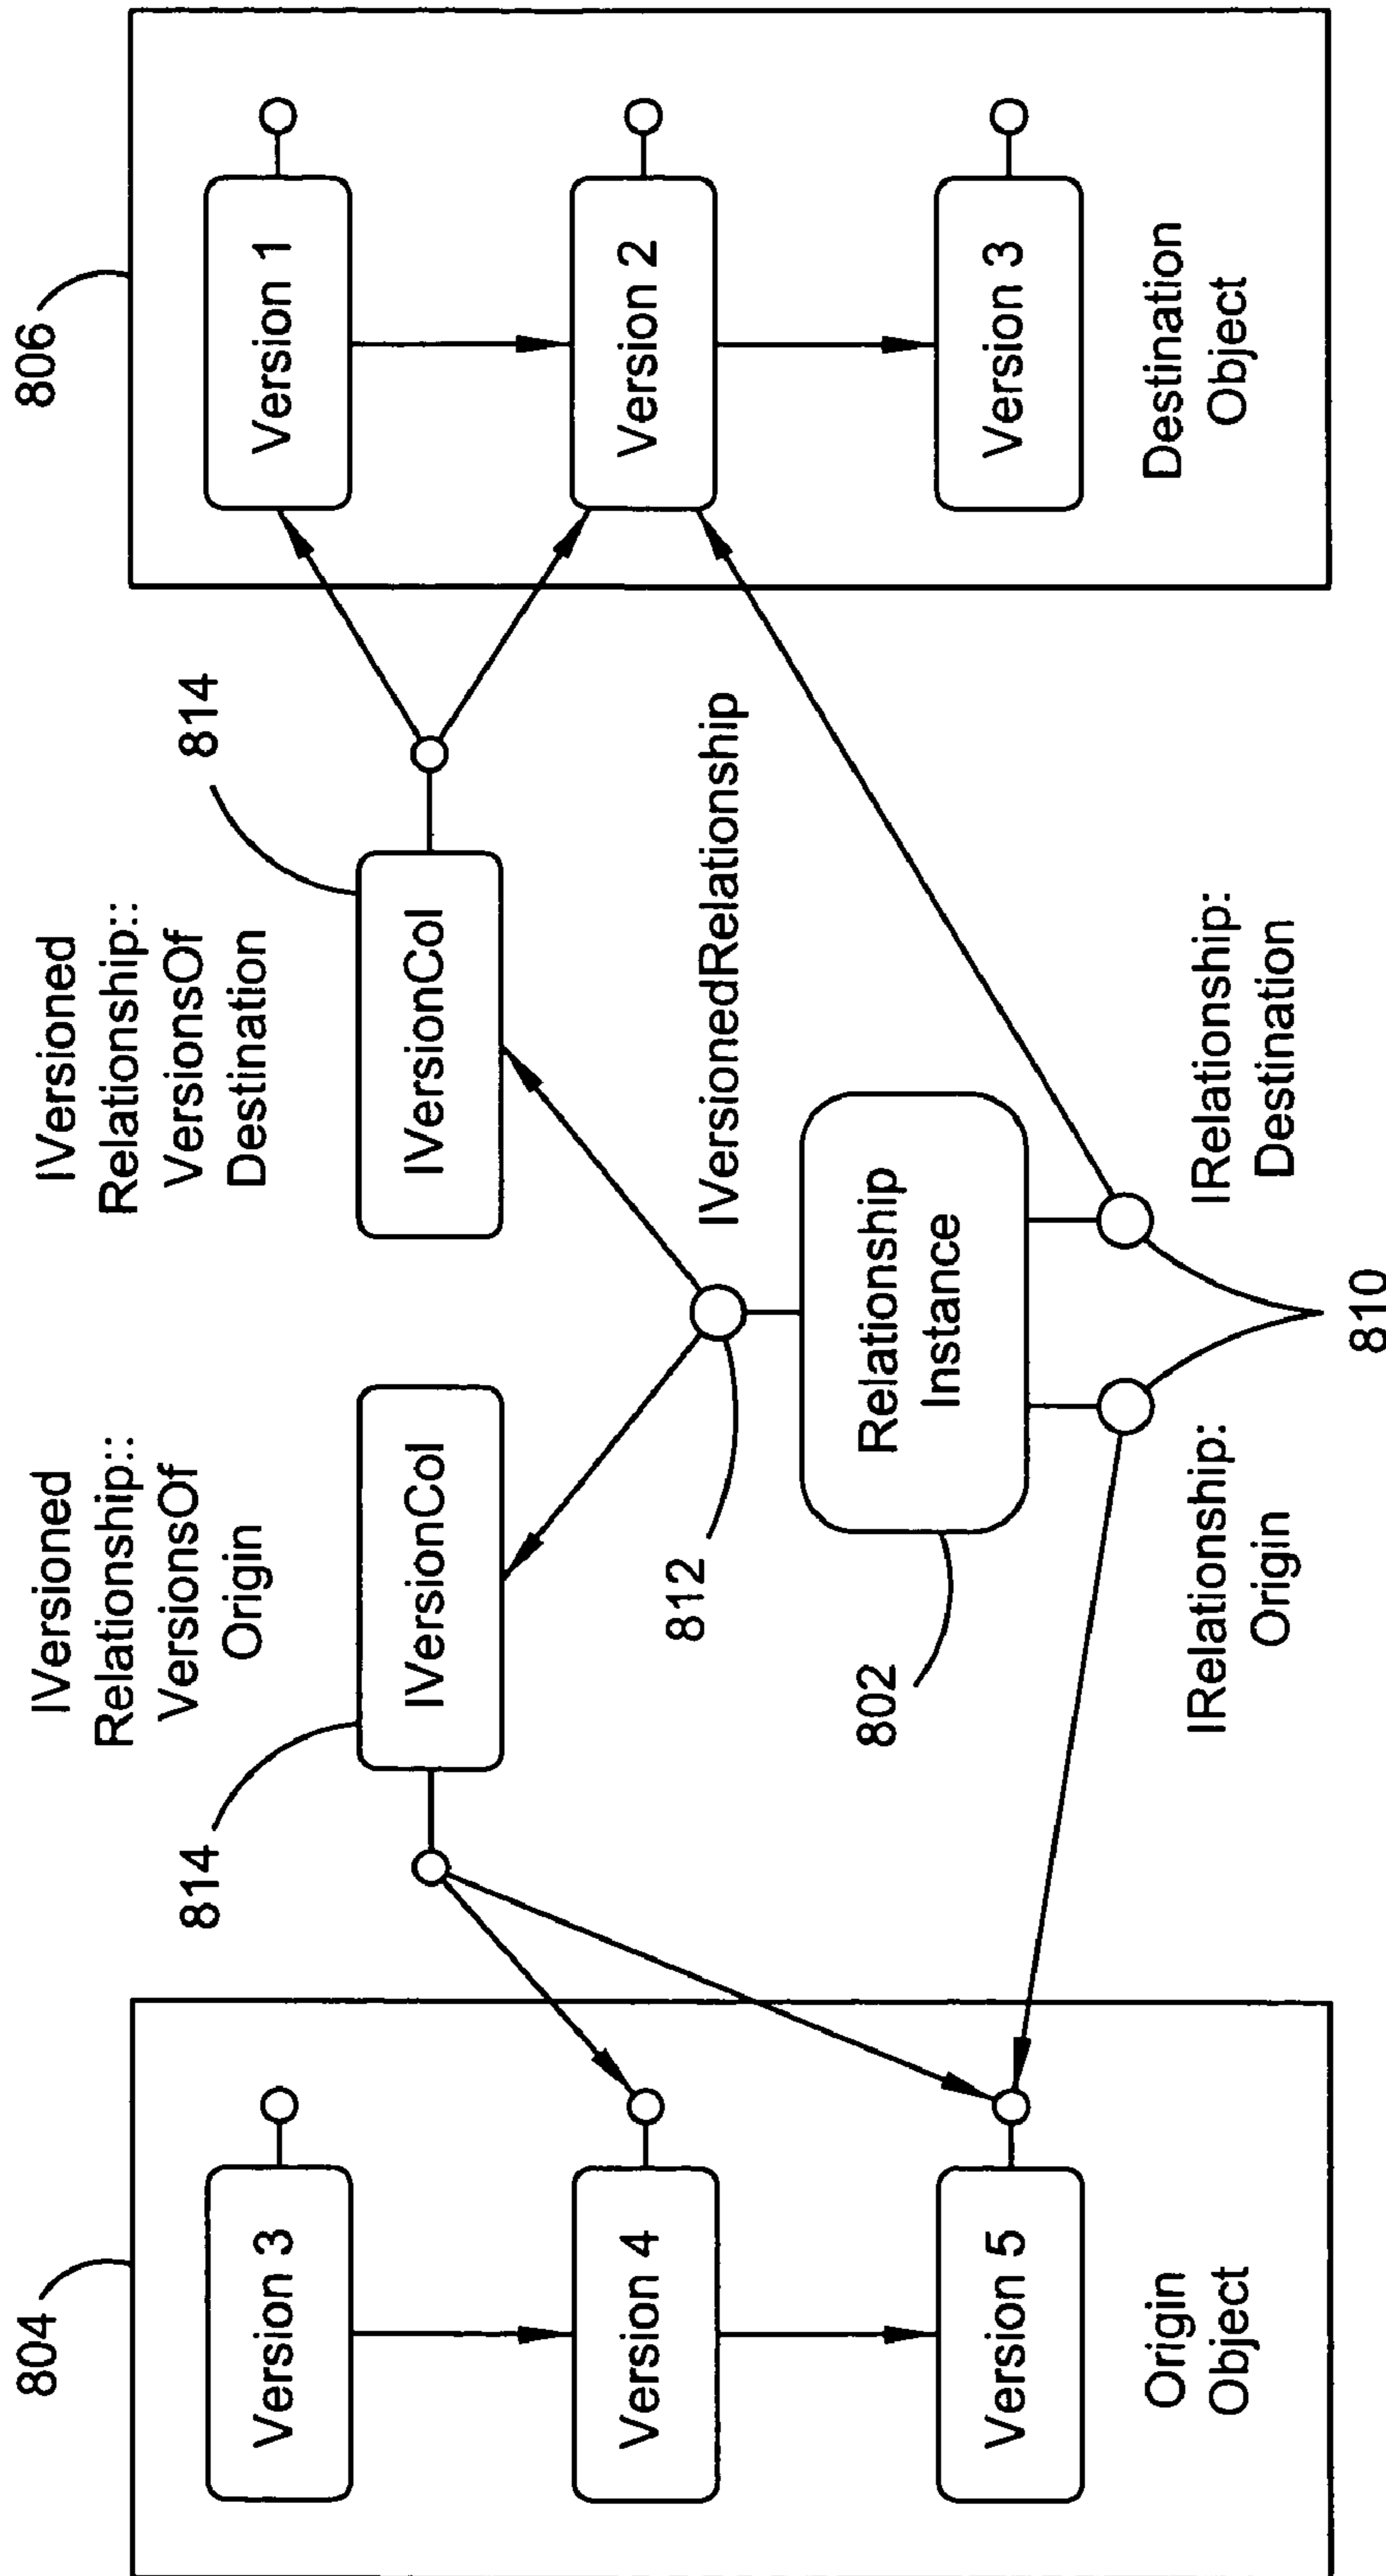 804
Version 3
Version 4
Version 5
Origin
Object
IVersioned
Relationship::
VersionsOf
Origin
814
IVersionCol
IVersioned
Relationship::
VersionsOf
Destination
814
IVersionCol
812
IVersionedRelationship
802
Relationship
Instance
IRelationship:
Origin
IRelationship:
Destination
810
806
Version 1
Version 2
Version 3
Destination
Object